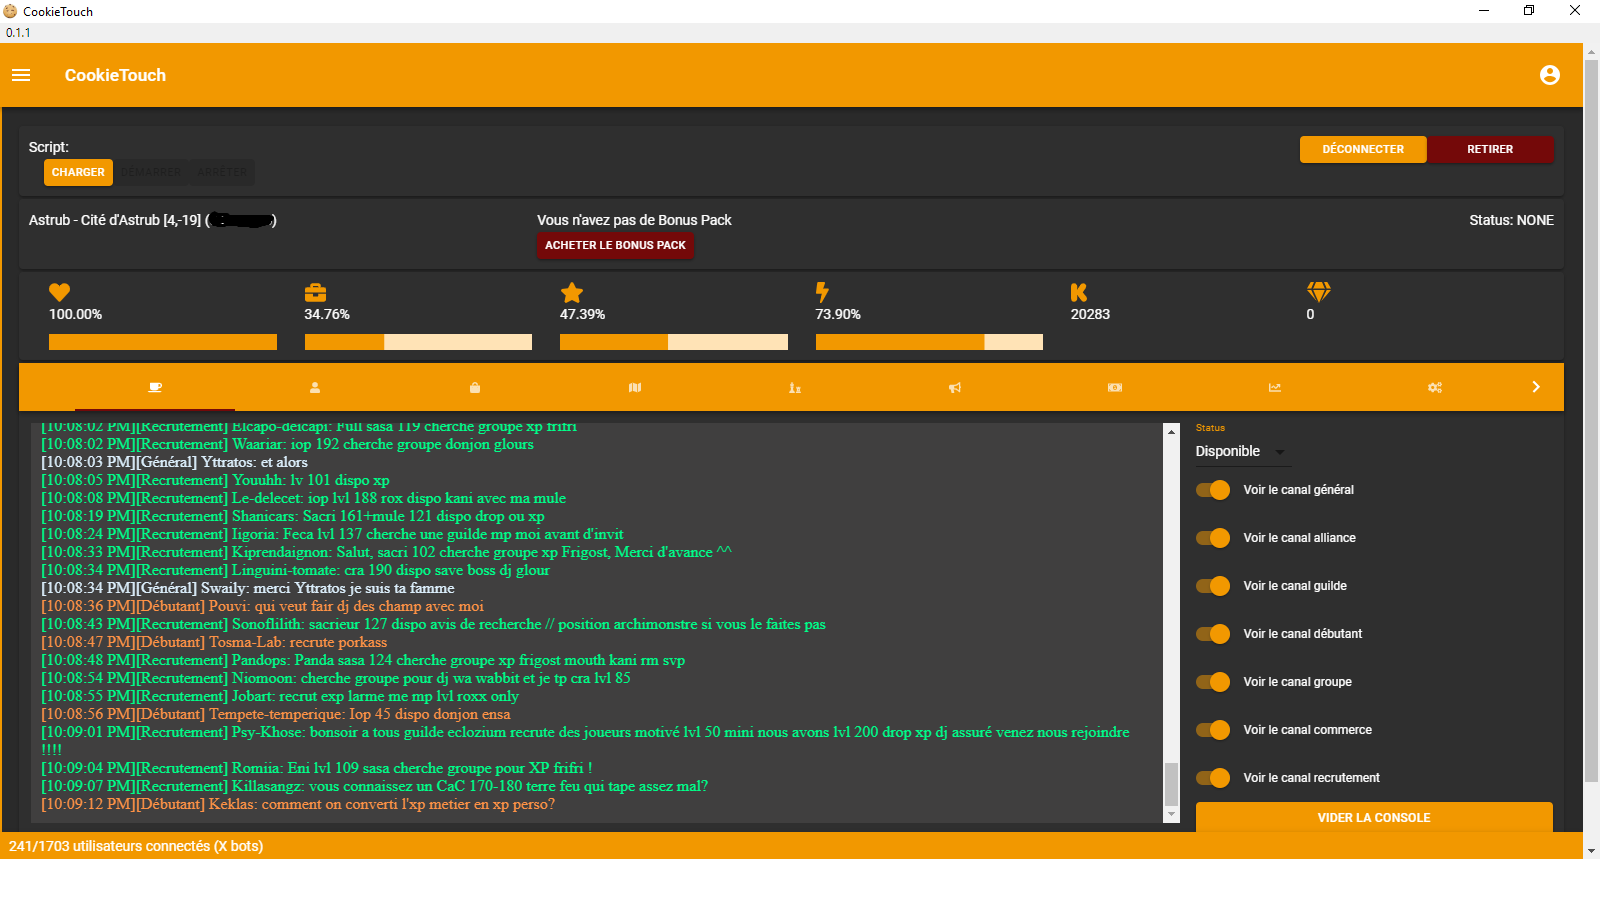 CookieTouch
0.1.1
CookieTouch
Script:
CHARGER
DÉMARRER
ARRÊTER
DÉCONNECTER
RETIRER
Astrub - Cité d'Astrub [4,-19] ( )
Vous n'avez pas de Bonus Pack
ACHETER LE BONUS PACK
Status: NONE
100.00%
34.76%
47.39%
73.90%
20283
0
[10:08:02 PM][Recrutement] Elcapo-deicapi: Full sasa 119 cherche groupe xp frifri
[10:08:02 PM][Recrutement] Waariar: iop 192 cherche groupe donjon glours
[10:08:03 PM][Général] Yttratos: et alors
[10:08:05 PM][Recrutement] Youuhh: lv 101 dispo xp
[10:08:08 PM][Recrutement] Le-delecet: iop lvl 188 rox dispo kani avec ma mule
[10:08:19 PM][Recrutement] Shanicars: Sacri 161+mule 121 dispo drop ou xp
[10:08:24 PM][Recrutement] Iigoria: Feca lvl 137 cherche une guilde mp moi avant d'invit
[10:08:33 PM][Recrutement] Kiprendaignon: Salut, sacri 102 cherche groupe xp Frigost, Merci d'avance ^^
[10:08:34 PM][Recrutement] Linguini-tomate: cra 190 dispo save boss dj glour
[10:08:34 PM][Général] Swaily: merci Yttratos je suis ta famme
[10:08:36 PM][Débutant] Pouvi: qui veut fair dj des champ avec moi
[10:08:43 PM][Recrutement] Sonoflilith: sacrieur 127 dispo avis de recherche // position archimonstre si vous le faites pas
[10:08:47 PM][Débutant] Tosma-Lab: recrute porkass
[10:08:48 PM][Recrutement] Pandops: Panda sasa 124 cherche groupe xp frigost mouth kani rm svp
[10:08:54 PM][Recrutement] Niomoon: cherche groupe pour dj wa wabbit et je tp cra lvl 85
[10:08:55 PM][Recrutement] Jobart: recrut exp larme me mp lvl roxx only
[10:08:56 PM][Débutant] Tempete-temperique: Iop 45 dispo donjon ensa
[10:09:01 PM][Recrutement] Psy-Khose: bonsoir a tous guilde eclozium recrute des joueurs motivé lvl 50 mini nous avons lvl 200 drop xp dj assuré venez nous rejoindre
!!!!
[10:09:04 PM][Recrutement] Romiia: Eni lvl 109 sasa cherche groupe pour XP frifri !
[10:09:07 PM][Recrutement] Killasangz: vous connaissez un CaC 170-180 terre feu qui tape assez mal?
[10:09:12 PM][Débutant] Keklas: comment on converti l'xp metier en xp perso?
Status
Disponible
Voir le canal général
Voir le canal alliance
Voir le canal guilde
Voir le canal débutant
Voir le canal groupe
Voir le canal commerce
Voir le canal recrutement
VIDER LA CONSOLE
241/1703 utilisateurs connectés (X bots)